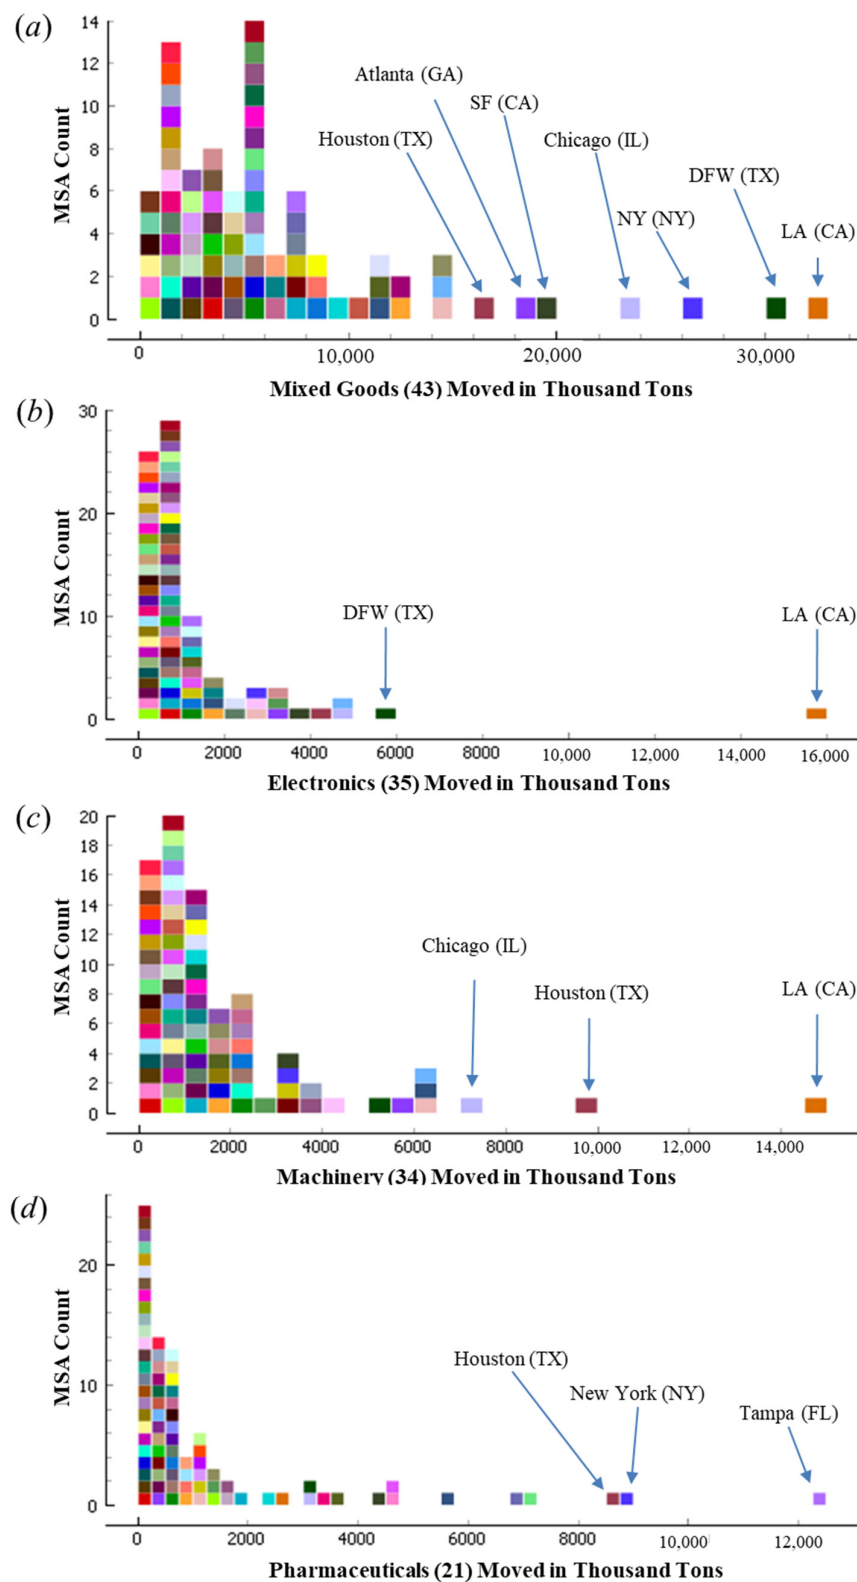 (a)
14
12
10
8
6
4
2
0
MSA Count
Atlanta (GA)
SF (CA)
Houston (TX)
Chicago (IL)
DFW (TX)
NY (NY)
LA (CA)
0 10,000 20,000 30,000
Mixed Goods (43) Moved in Thousand Tons
(b)
30
20
10
0
MSA Count
DFW (TX)
LA (CA)
0 2000 4000 6000 8000 10,000 12,000 14,000 16,000
Electronics (35) Moved in Thousand Tons
(c)
20
18
16
14
12
10
8
6
4
2
0
MSA Count
Chicago (IL)
Houston (TX)
LA (CA)
0 2000 4000 6000 8000 10,000 12,000 14,000
Machinery (34) Moved in Thousand Tons
(d)
20
10
0
MSA Count
Houston (TX)
New York (NY)
Tampa (FL)
0 2000 4000 6000 8000 10,000 12,000
Pharmaceuticals (21) Moved in Thousand Tons